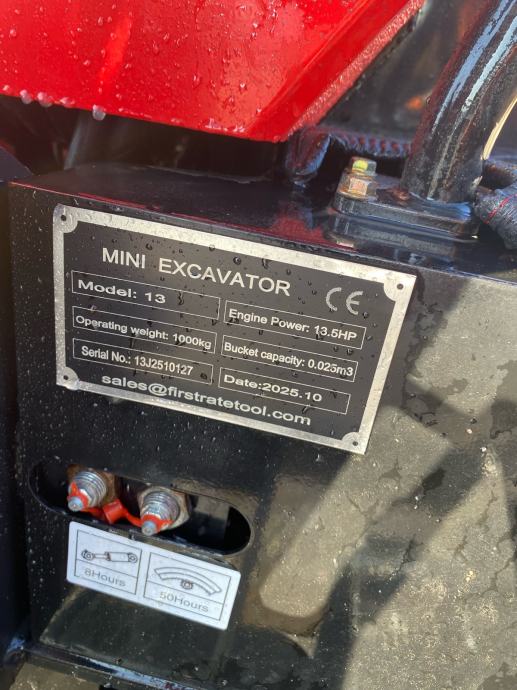 MINI EXCAVATOR CE
Model: 13
Engine Power: 13.5HP
Operating weight: 1000kg
Bucket capacity: 0.025m3
Serial No.: 13J2510127
Date:2025.10
sales@firstratetool.com
8Hours
50Hours